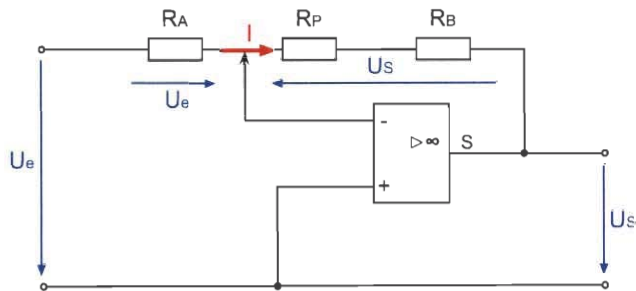 RA I RP RB
Ue US
Ue - ▷ ∞ S
+ US